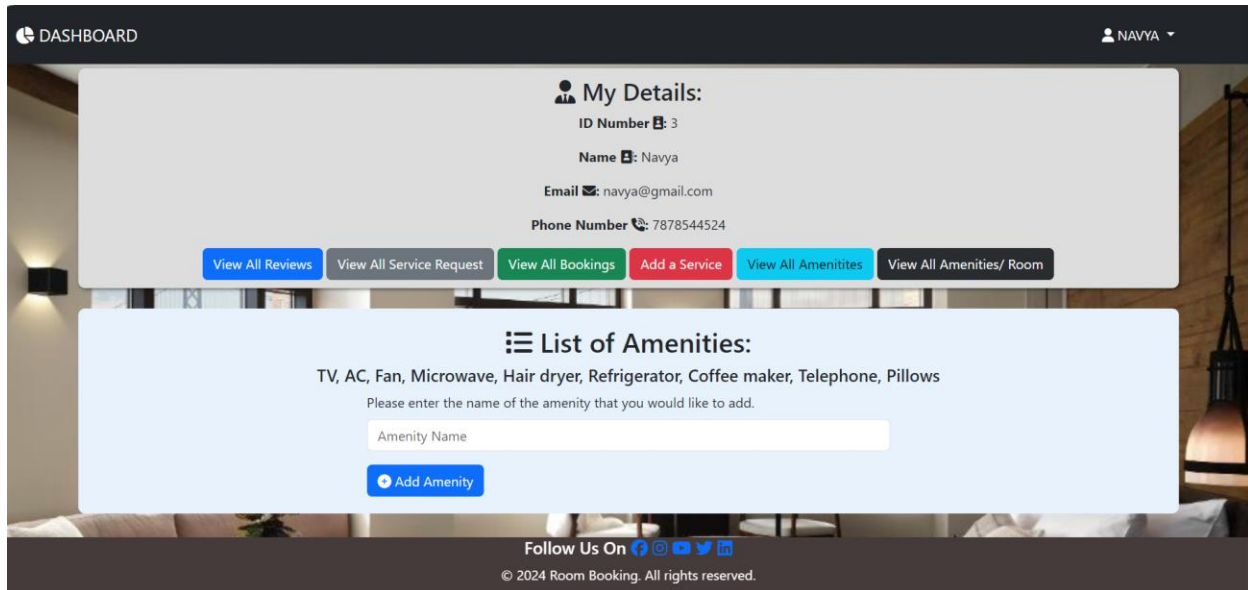 DASHBOARD
NAVYA
My Details:
ID Number : 3
Name : Navya
Email : navya@gmail.com
Phone Number : 7878544524
View All Reviews View All Service Request View All Bookings Add a Service View All Amenitites View All Amenities/ Room
List of Amenities:
TV, AC, Fan, Microwave, Hair dryer, Refrigerator, Coffee maker, Telephone, Pillows
Please enter the name of the amenity that you would like to add.
Amenity Name
Add Amenity
Follow Us On
© 2024 Room Booking. All rights reserved.